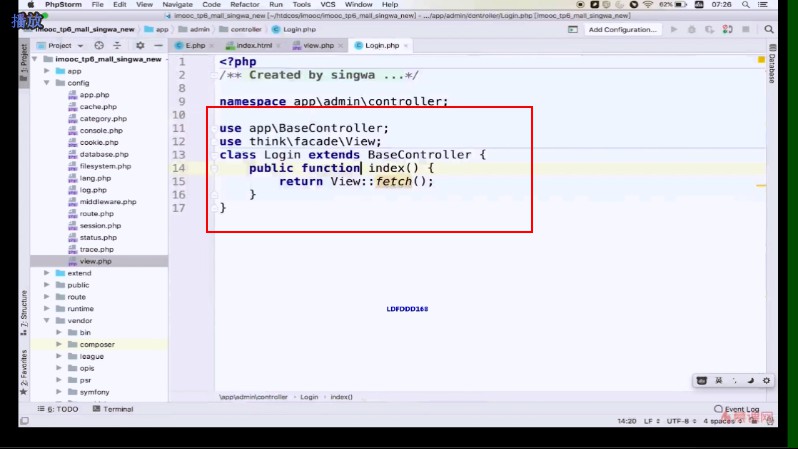 PhpStorm File Edit View Navigate Code Refactor Run Tools VCS Window Help 62% 07:26
播放
imooc_tp6_mall_singwa_new [~/htdocs/imooc/imooc_tp6_mall_singwa_new] - .../app/admin/controller/Login.php [imooc_tp6_mall_singwa_new]
imooc_tp6_mall_singwa_new app admin controller Login.php Add Configuration...
Project E.php index.html view.php Login.php
1: Project
Database
imooc_tp6_mall_singwa_new
app
config
app.php
cache.php
category.php
console.php
cookie.php
database.php
filesystem.php
leng.php
log.php
middleware.php
route.php
session.php
status.php
trace.php
view.php
extend
public
route
runtime
vendor
bin
composer
league
opis
psr
symfony
7: Structure
2: Favorites
1 <?php
2 /** Created by singwa ...*/
8
9 namespace app\admin\controller;
10
11 use app\BaseController;
12 use think\facade\View;
13 class Login extends BaseController {
14 public function index() {
15 return View::fetch();
16 }
17 }
LDFODD168
英
\app\admin\controller Login index()
6: TODO Terminal Event Log
14:20 LF UTF-8 4 spaces